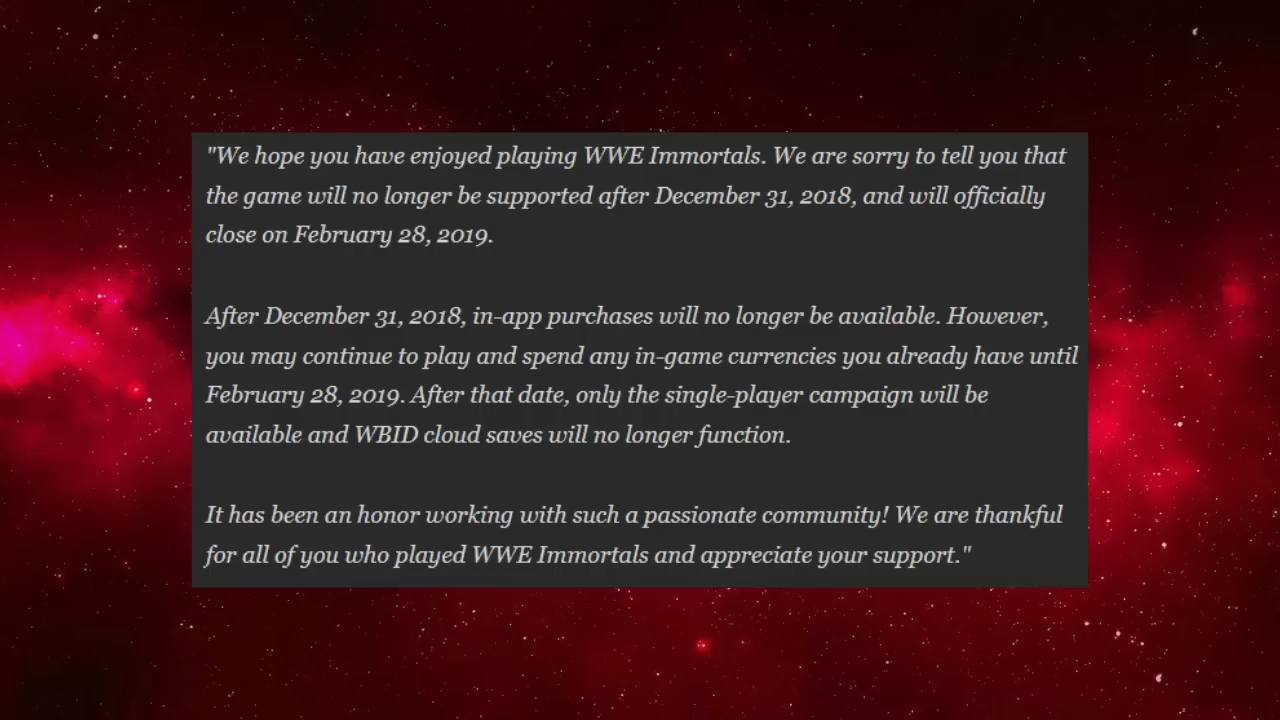 "We hope you have enjoyed playing WWE Immortals. We are sorry to tell you that
the game will no longer be supported after December 31, 2018, and will officially
close on February 28, 2019.
After December 31, 2018, in-app purchases will no longer be available. However,
you may continue to play and spend any in-game currencies you already have until
February 28, 2019. After that date, only the single-player campaign will be
available and WBID cloud saves will no longer function.
It has been an honor working with such a passionate community! We are thankful
for all of you who played WWE Immortals and appreciate your support."